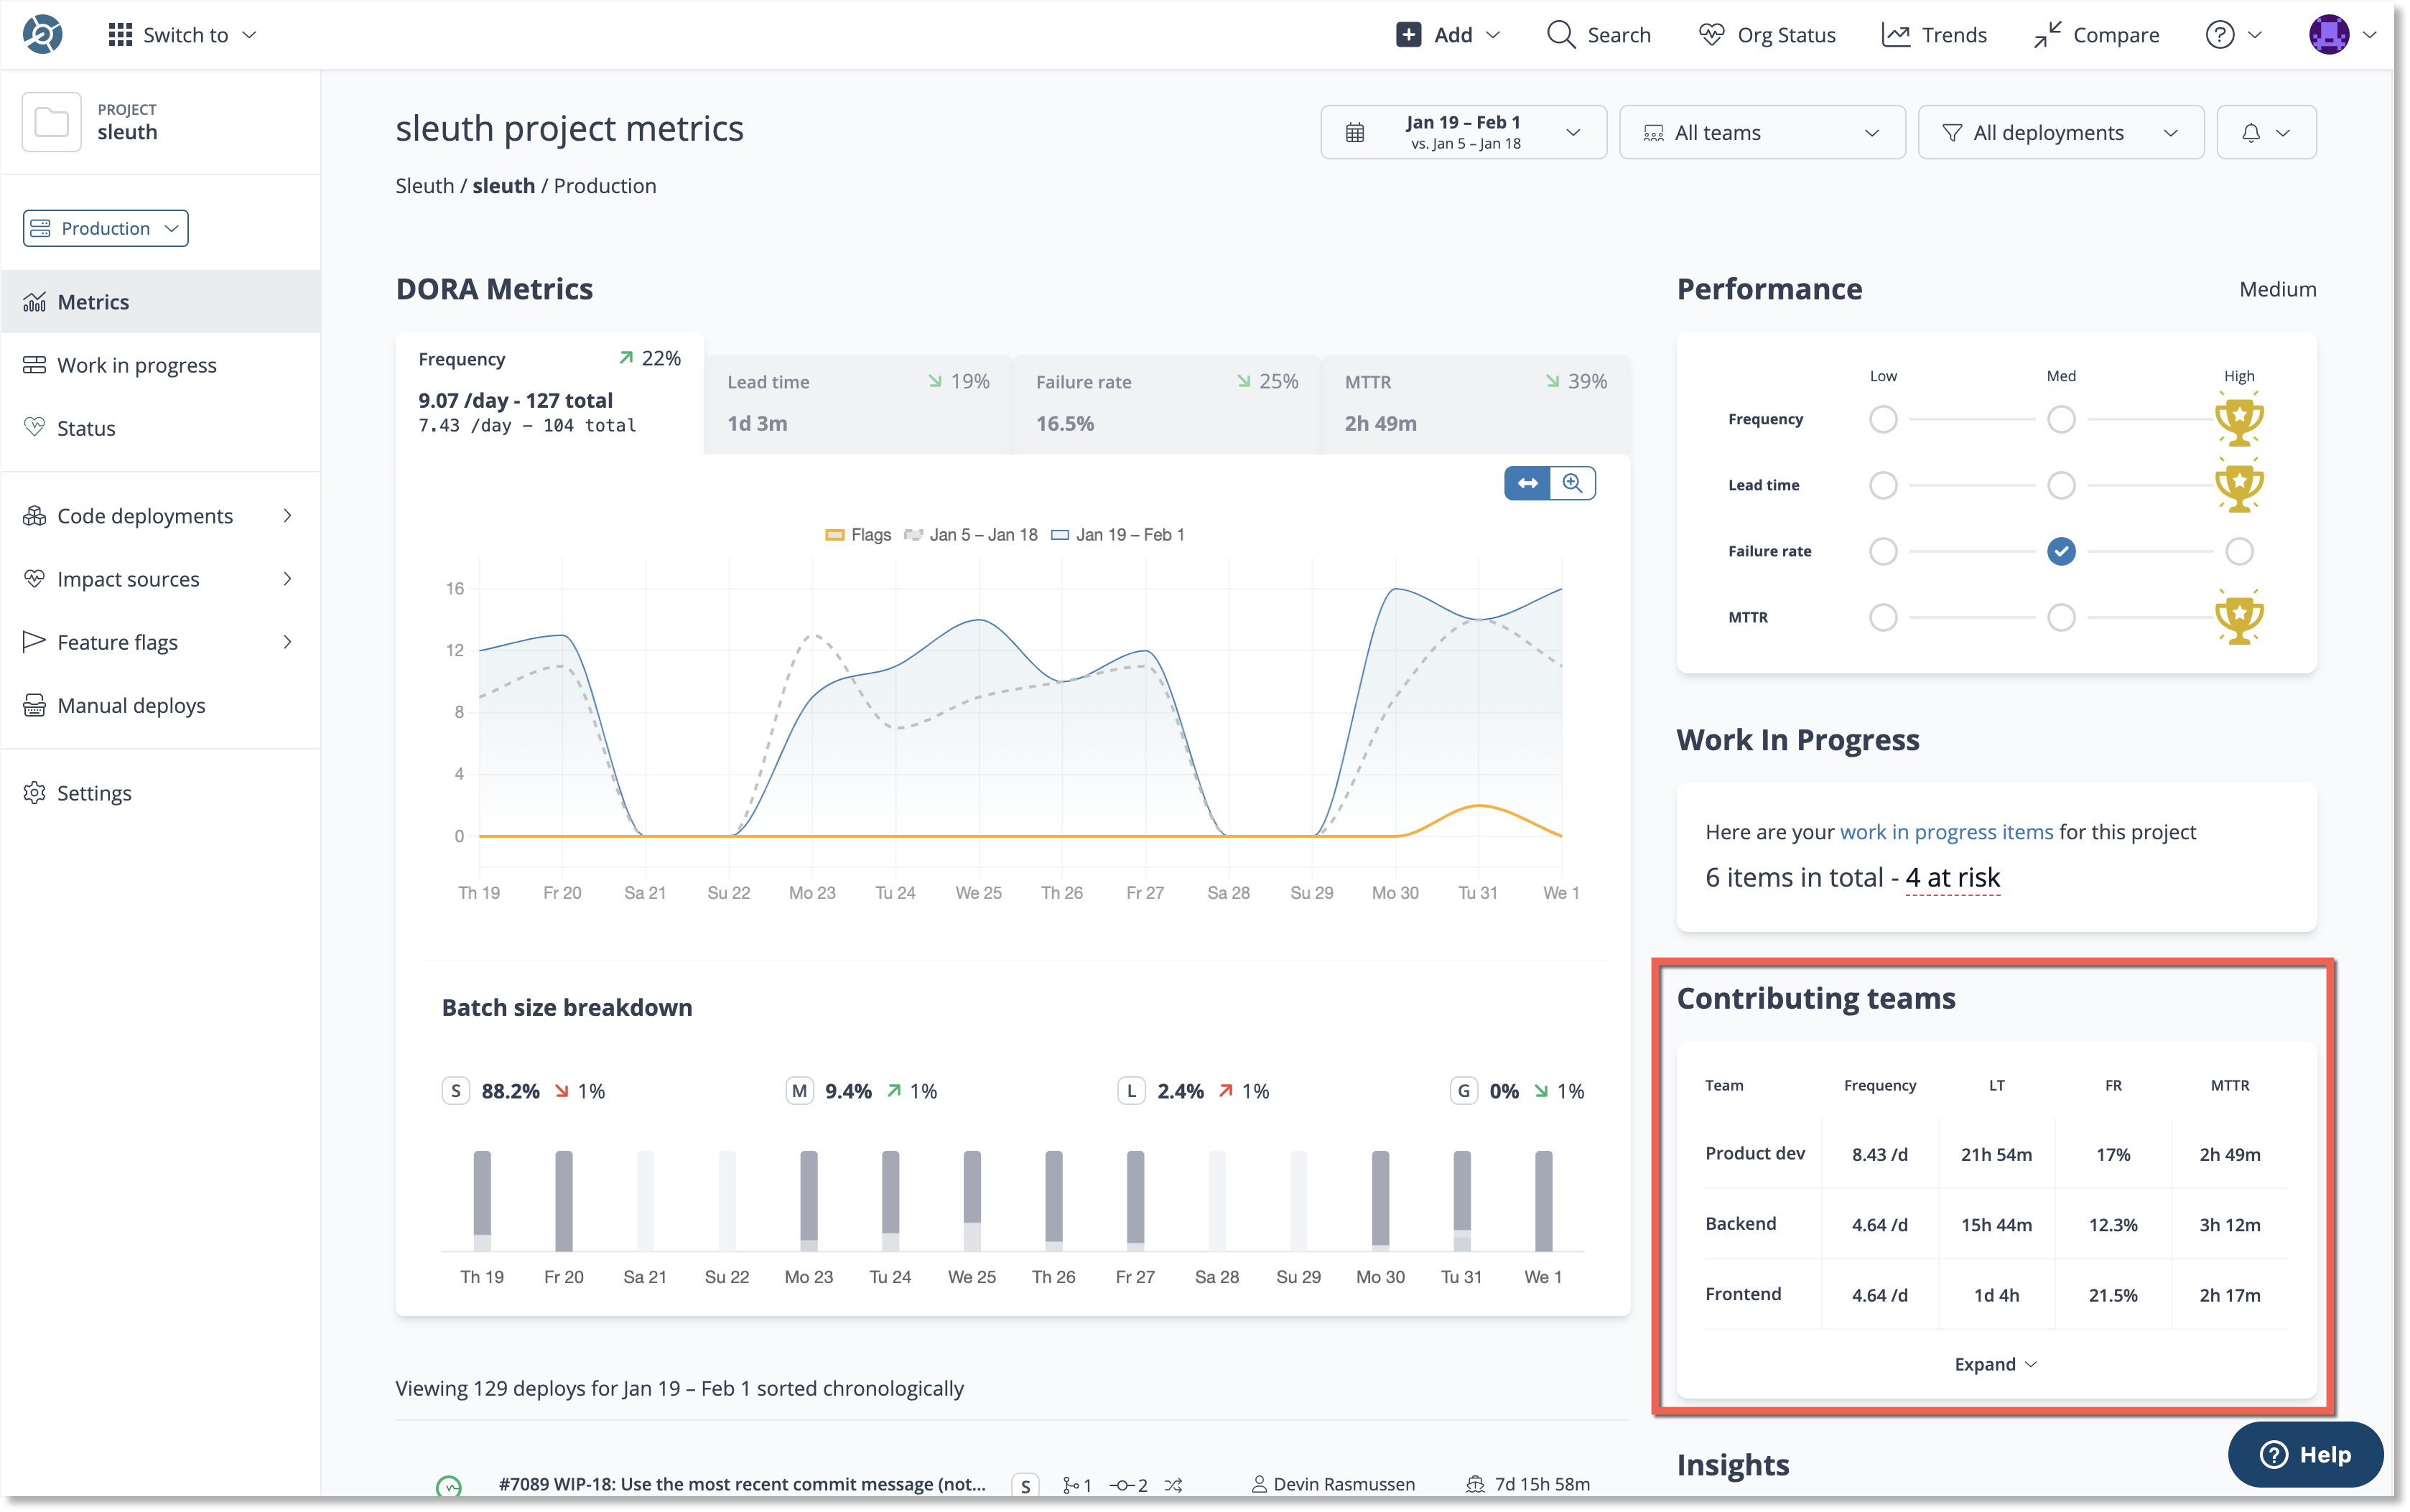 Switch to
Add
Search
Org Status
Trends
Compare
PROJECT
sleuth
Production
Metrics
Work in progress
Status
Code deployments
Impact sources
Feature flags
Manual deploys
Settings
sleuth project metrics
Sleuth / sleuth / Production
Jan 19 – Feb 1
vs. Jan 5 – Jan 18
All teams
All deployments
DORA Metrics
Frequency 22%
9.07 /day - 127 total
7.43 /day – 104 total
Lead time 19%
1d 3m
Failure rate 25%
16.5%
MTTR 39%
2h 49m
Flags Jan 5 – Jan 18 Jan 19 – Feb 1
16
12
8
4
0
Th 19 Fr 20 Sa 21 Su 22 Mo 23 Tu 24 We 25 Th 26 Fr 27 Sa 28 Su 29 Mo 30 Tu 31 We 1
Batch size breakdown
S 88.2% 1% M 9.4% 1% L 2.4% 1% G 0% 1%
Th 19 Fr 20 Sa 21 Su 22 Mo 23 Tu 24 We 25 Th 26 Fr 27 Sa 28 Su 29 Mo 30 Tu 31 We 1
Viewing 129 deploys for Jan 19 – Feb 1 sorted chronologically
#7089 WIP-18: Use the most recent commit message (not... S 1 2 Devin Rasmussen 7d 15h 58m
Performance Medium
Low Med High
Frequency
Lead time
Failure rate
MTTR
Work In Progress
Here are your work in progress items for this project
6 items in total - 4 at risk
Contributing teams
Team Frequency LT FR MTTR
Product dev 8.43 /d 21h 54m 17% 2h 49m
Backend 4.64 /d 15h 44m 12.3% 3h 12m
Frontend 4.64 /d 1d 4h 21.5% 2h 17m
Expand
Insights
? Help